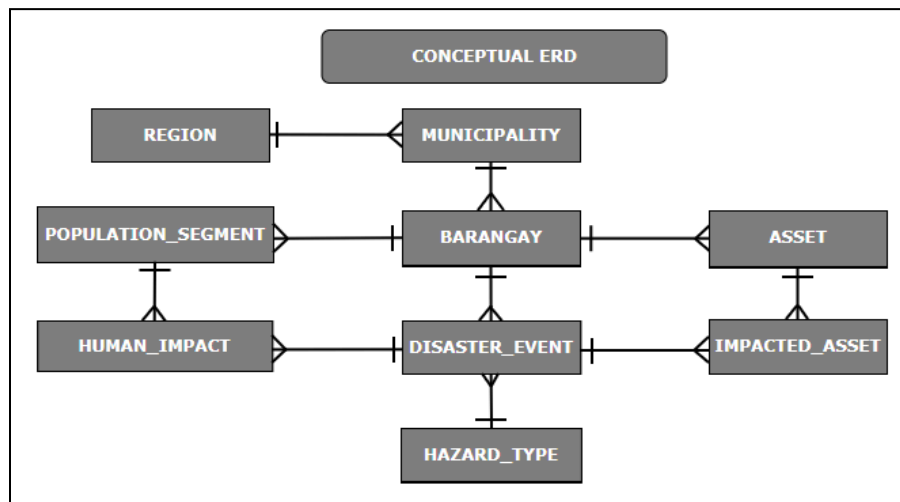 CONCEPTUAL ERD
REGION
MUNICIPALITY
POPULATION_SEGMENT
BARANGAY
ASSET
HUMAN_IMPACT
DISASTER_EVENT
IMPACTED_ASSET
HAZARD_TYPE